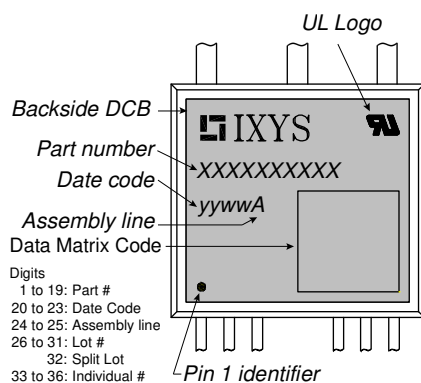 UL Logo
Backside DCB
IXYS
Part number
XXXXXXXXXX
Date code
yywwA
Assembly line
Data Matrix Code
Digits
1 to 19: Part #
20 to 23: Date Code
24 to 25: Assembly line
26 to 31: Lot #
32: Split Lot
33 to 36: Individual #
Pin 1 identifier